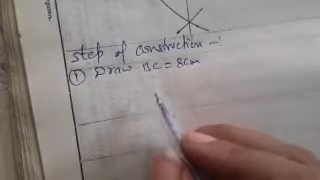 step of construction :-
① Draw BC = 8cm